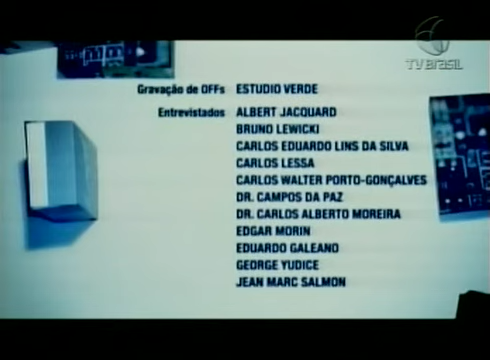 TV BRASIL
Gravação de OFFs ESTUDIO VERDE
Entrevistados ALBERT JACQUARD
BRUNO LEWICKI
CARLOS EDUARDO LINS DA SILVA
CARLOS LESSA
CARLOS WALTER PORTO-GONÇALVES
DR. CAMPOS DA PAZ
DR. CARLOS ALBERTO MOREIRA
EDGAR MORIN
EDUARDO GALEANO
GEORGE YUDICE
JEAN MARC SALMON